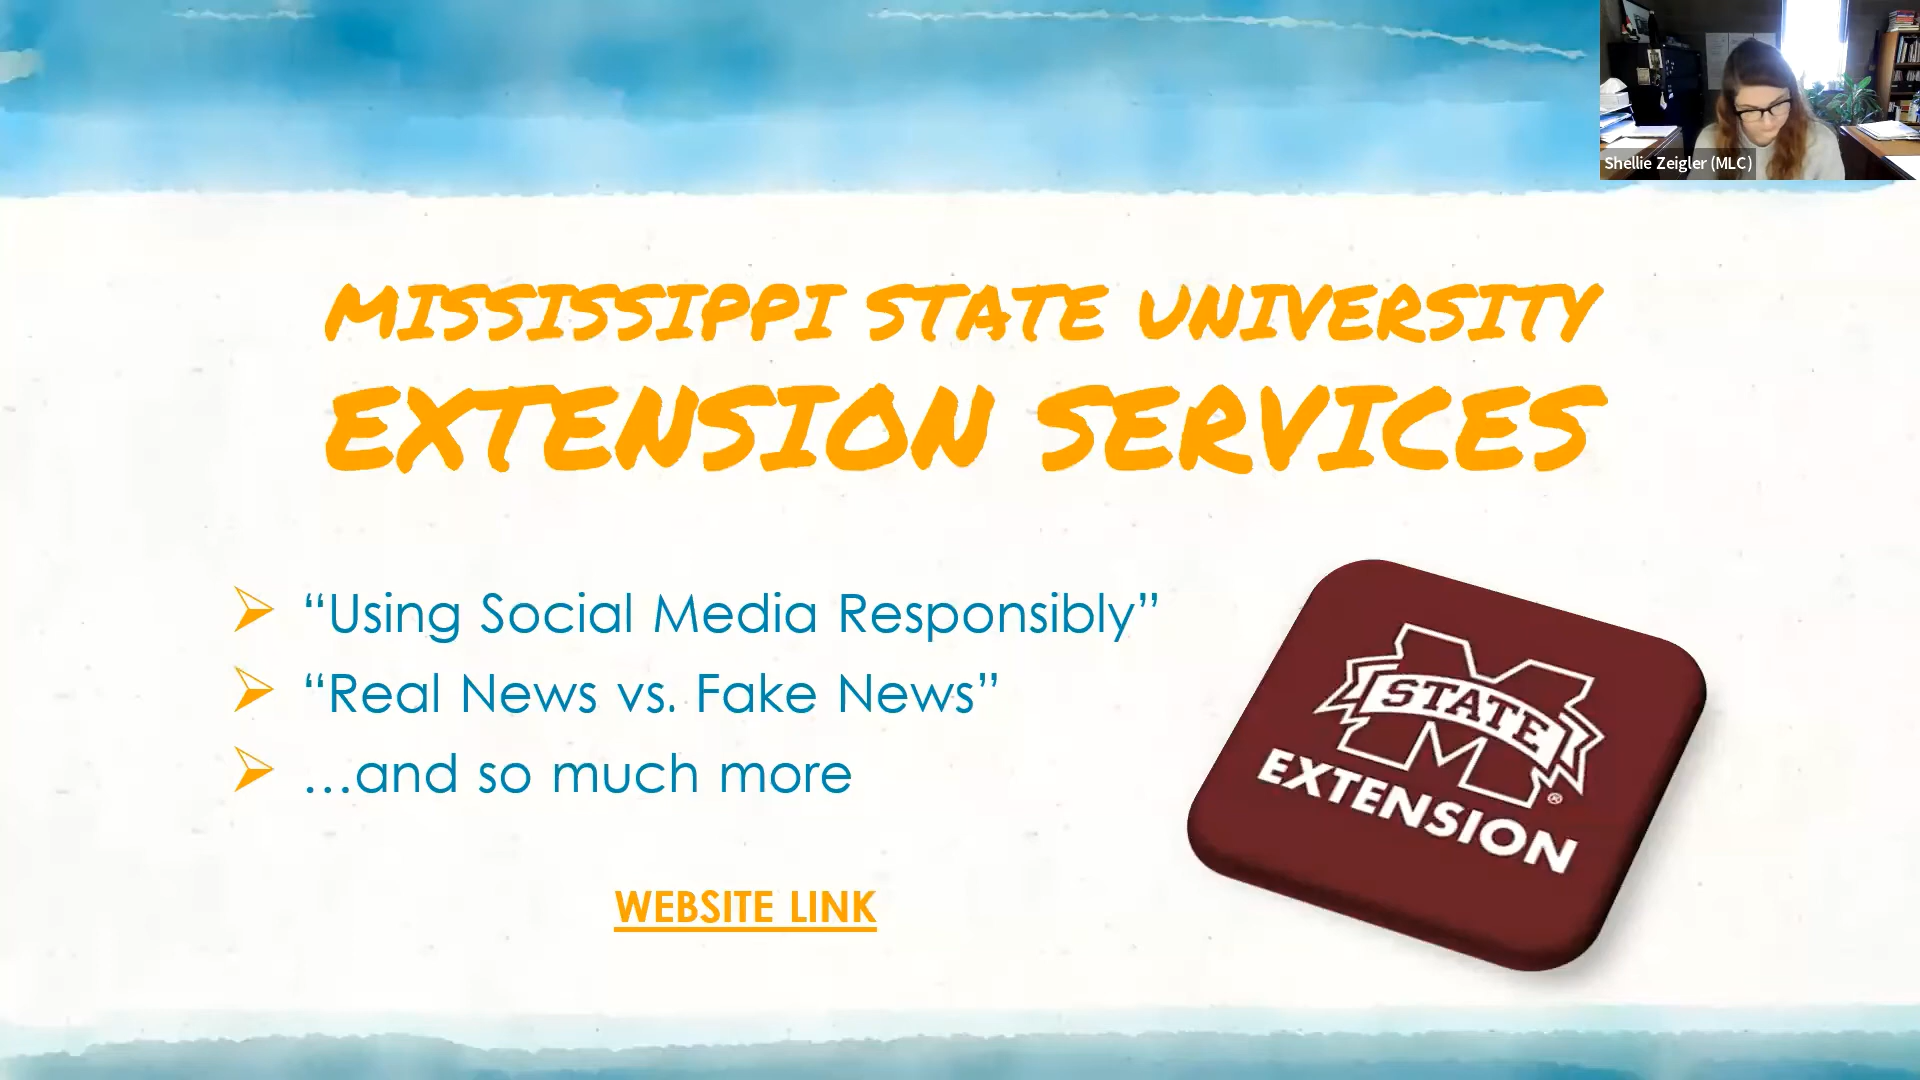 Shellie Zeigler (MLC)
MISSISSIPPI STATE UNIVERSITY
EXTENSION SERVICES
“Using Social Media Responsibly”
“Real News vs. Fake News”
…and so much more
WEBSITE LINK
M
STATE
®
EXTENSION